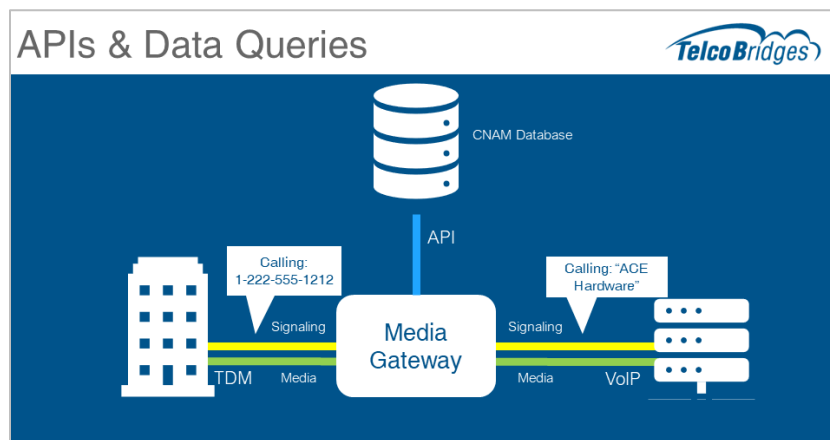 APIs & Data Queries
TelcoBridges
CNAM Database
API
Calling:
1-222-555-1212
Calling: "ACE
Hardware"
Signaling
Media
Gateway
Signaling
TDM
Media
Media
VoIP